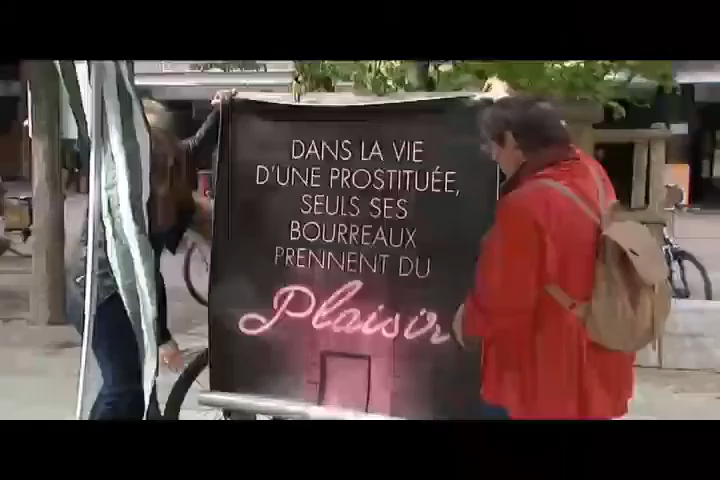 DANS LA VIE
D'UNE PROSTITUÉE,
SEULS SES
BOURREAUX
PRENNENT DU
Plaisir